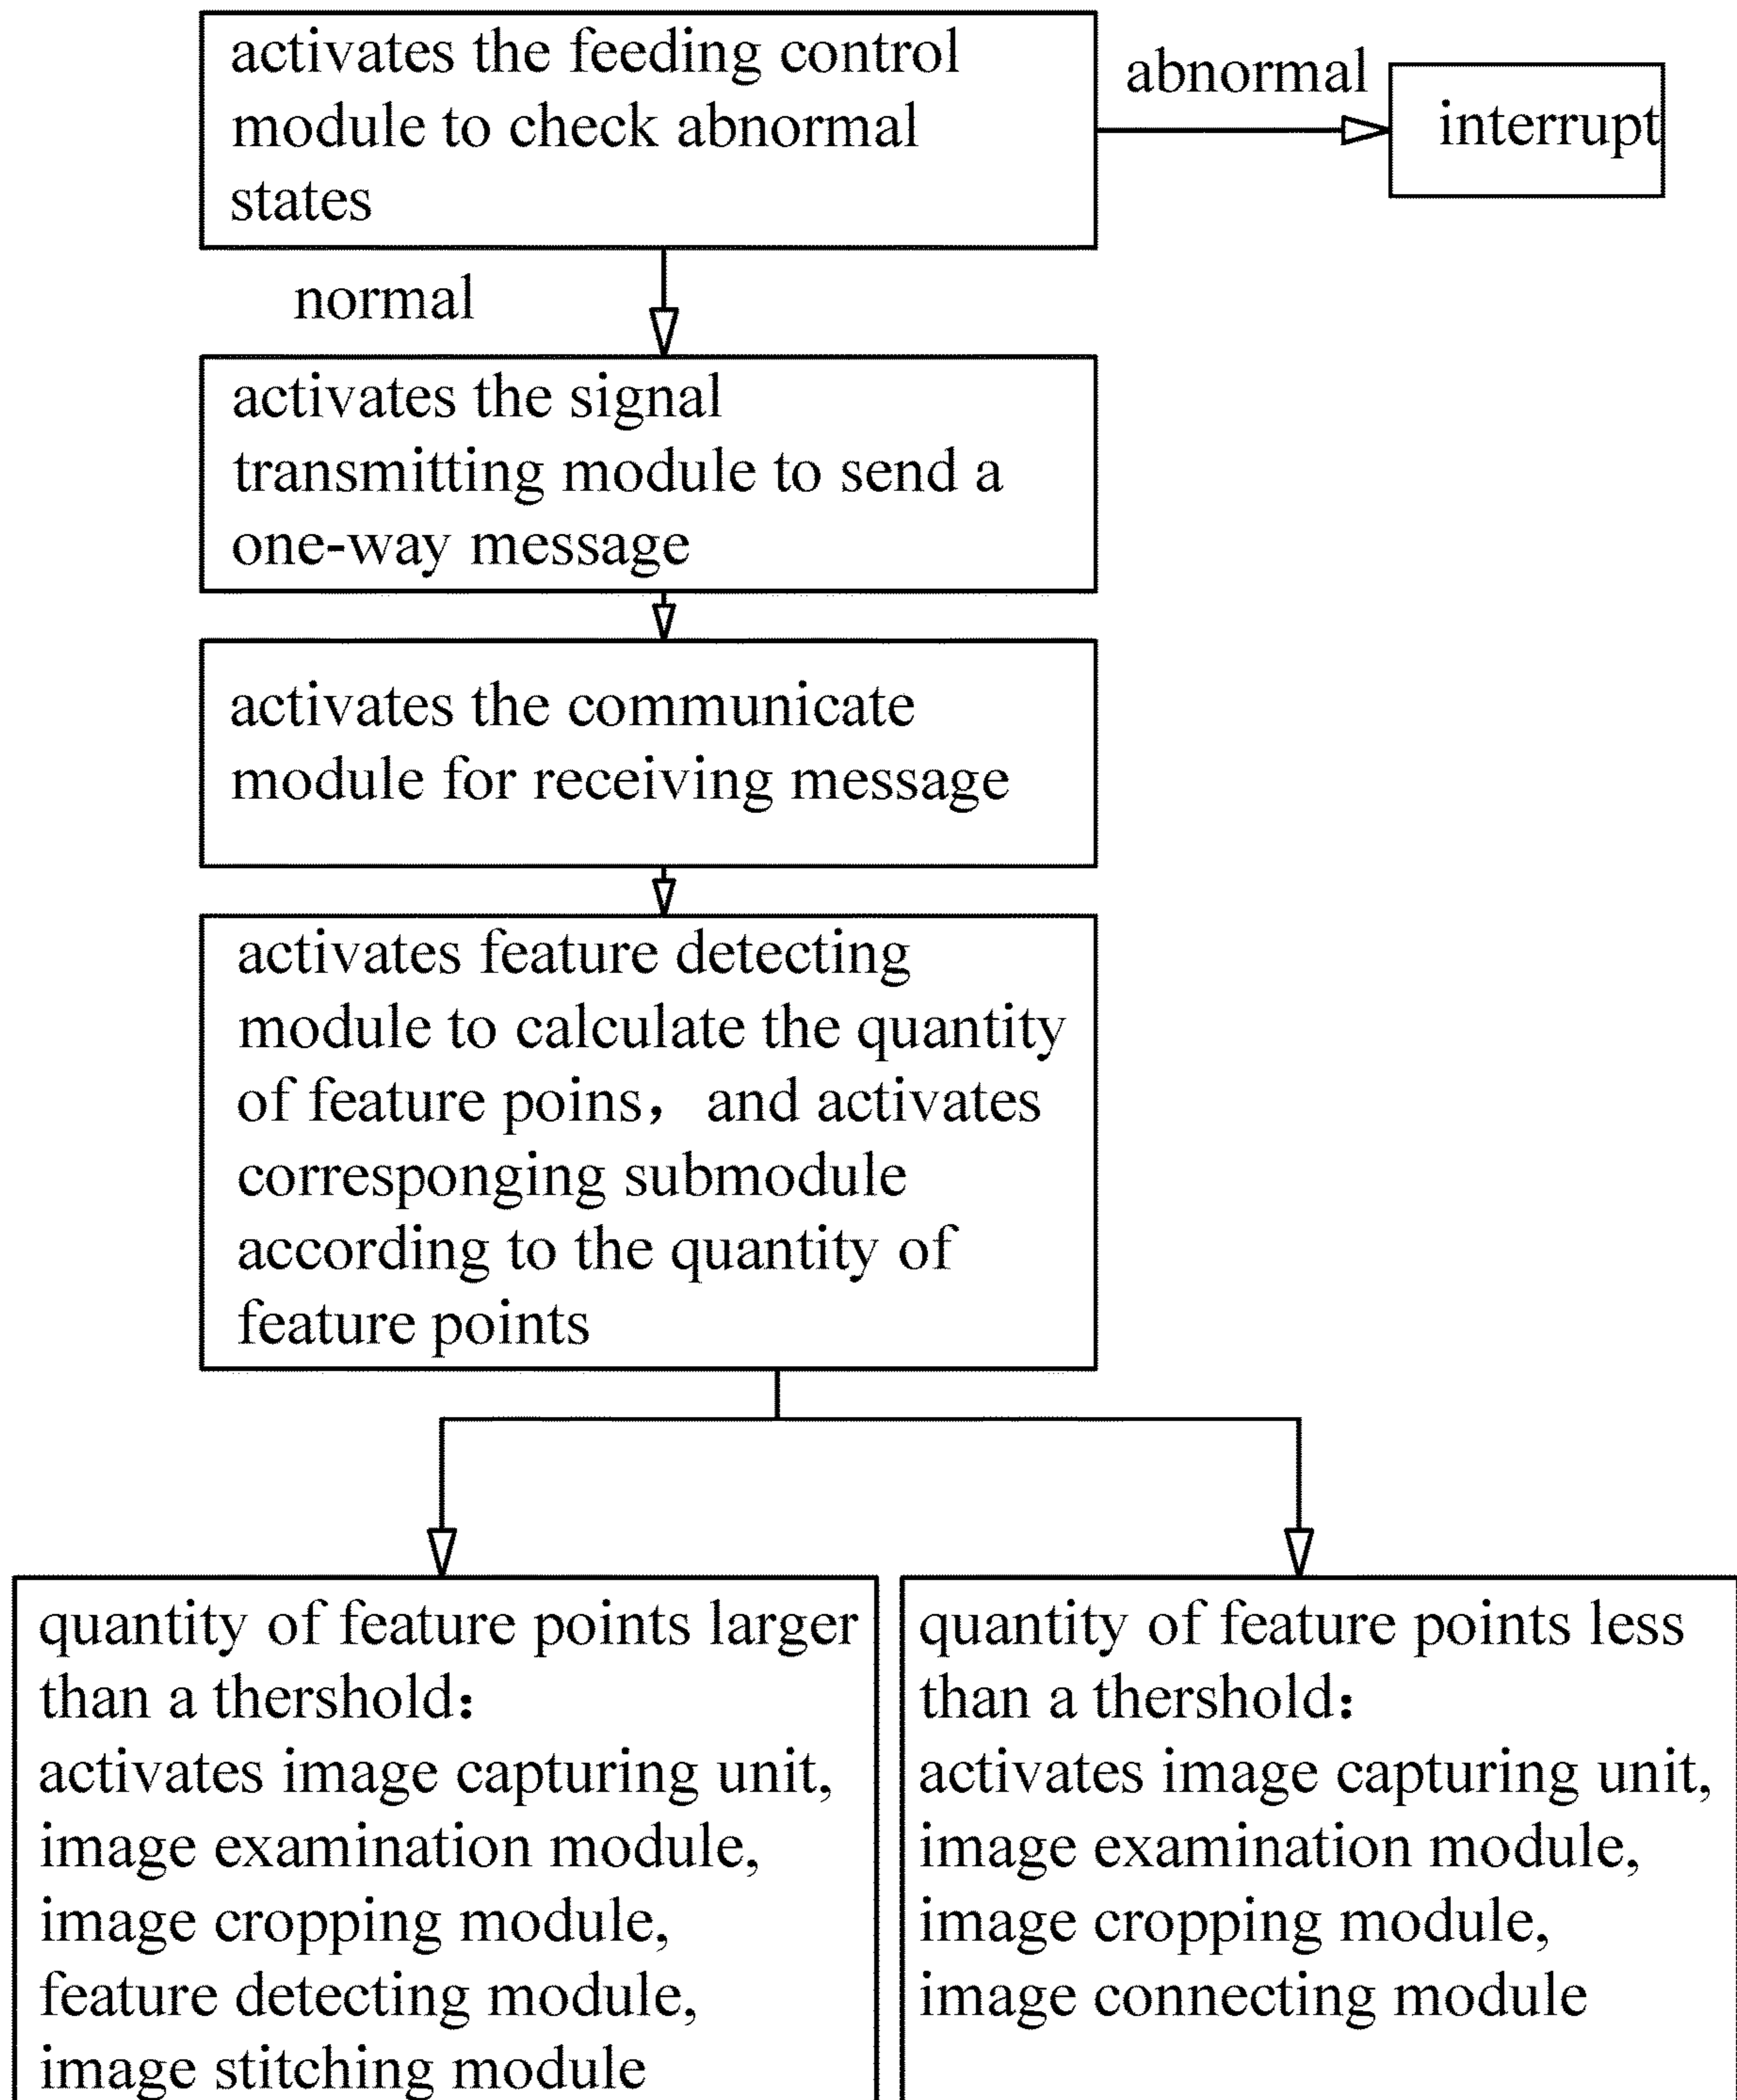 activates the feeding control
module to check abnormal
states
abnormal
interrupt
normal
activates the signal
transmitting module to send a
one-way message
activates the communicate
module for receiving message
activates feature detecting
module to calculate the quantity
of feature poins，and activates
corresponging submodule
according to the quantity of
feature points
quantity of feature points larger
than a thershold：
activates image capturing unit,
image examination module,
image cropping module,
feature detecting module,
image stitching module
quantity of feature points less
than a thershold：
activates image capturing unit,
image examination module,
image cropping module,
image connecting module